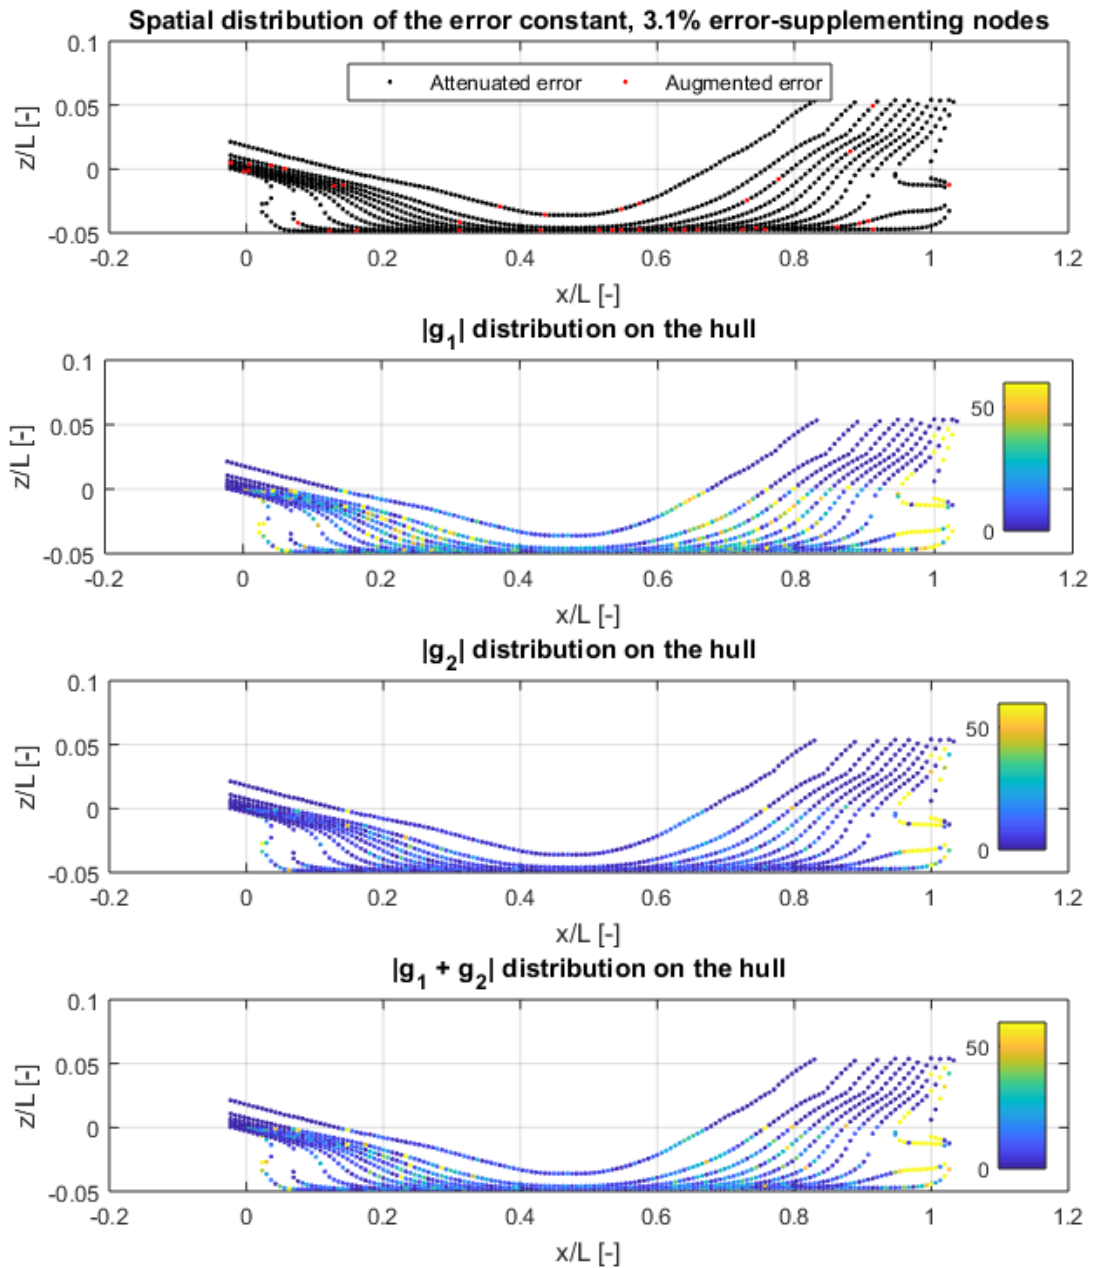 Spatial distribution of the error constant, 3.1% error-supplementing nodes
0.1
Attenuated error Augmented error
0.05
z/L [-]
0
-0.05
-0.2 0 0.2 0.4 0.6 0.8 1 1.2
x/L [-]
|g1| distribution on the hull
0.1
50
0.05
z/L [-]
0
0
-0.05
-0.2 0 0.2 0.4 0.6 0.8 1 1.2
x/L [-]
|g2| distribution on the hull
0.1
50
0.05
z/L [-]
0
0
-0.05
-0.2 0 0.2 0.4 0.6 0.8 1 1.2
x/L [-]
|g1 + g2| distribution on the hull
0.1
50
0.05
z/L [-]
0
0
-0.05
-0.2 0 0.2 0.4 0.6 0.8 1 1.2
x/L [-]